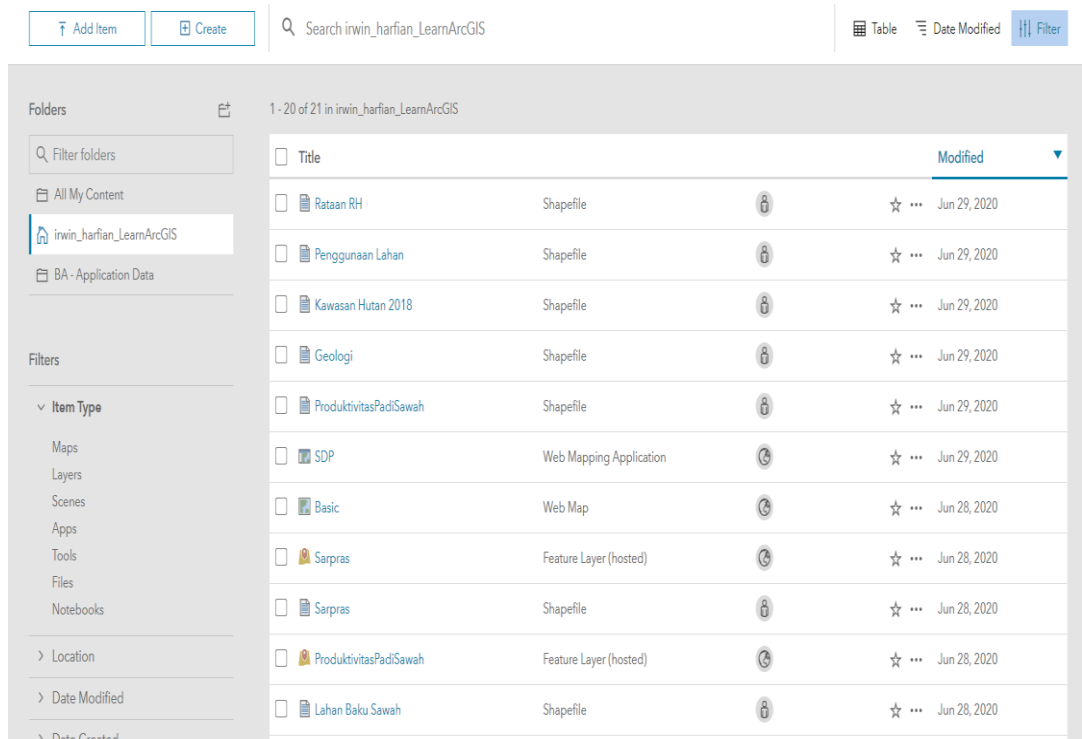 Add Item
Create
Search irwin_harfian_LearnArcGIS
Table
Date Modified
Filter
Folders
1 - 20 of 21 in irwin_harfian_LearnArcGIS
Filter folders
All My Content
irwin_harfian_LearnArcGIS
BA - Application Data
Filters
Item Type
Maps
Layers
Scenes
Apps
Tools
Files
Notebooks
Location
Date Modified
Date Created
Title Modified
Rataan RH Shapefile Jun 29, 2020
Penggunaan Lahan Shapefile Jun 29, 2020
Kawasan Hutan 2018 Shapefile Jun 29, 2020
Geologi Shapefile Jun 29, 2020
ProduktivitasPadiSawah Shapefile Jun 29, 2020
SDP Web Mapping Application Jun 29, 2020
Basic Web Map Jun 28, 2020
Sarpras Feature Layer (hosted) Jun 28, 2020
Sarpras Shapefile Jun 28, 2020
ProduktivitasPadiSawah Feature Layer (hosted) Jun 28, 2020
Lahan Baku Sawah Shapefile Jun 28, 2020